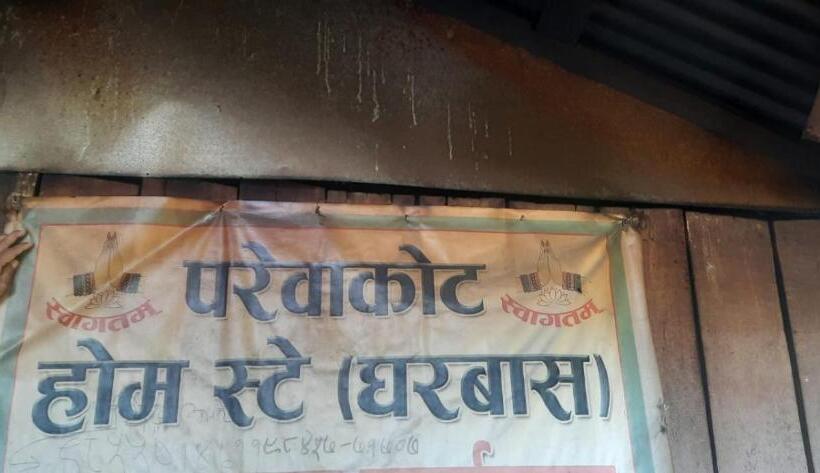 परेवाकोट
स्वागतम् स्वागतम्
होम स्टे (घरबास)